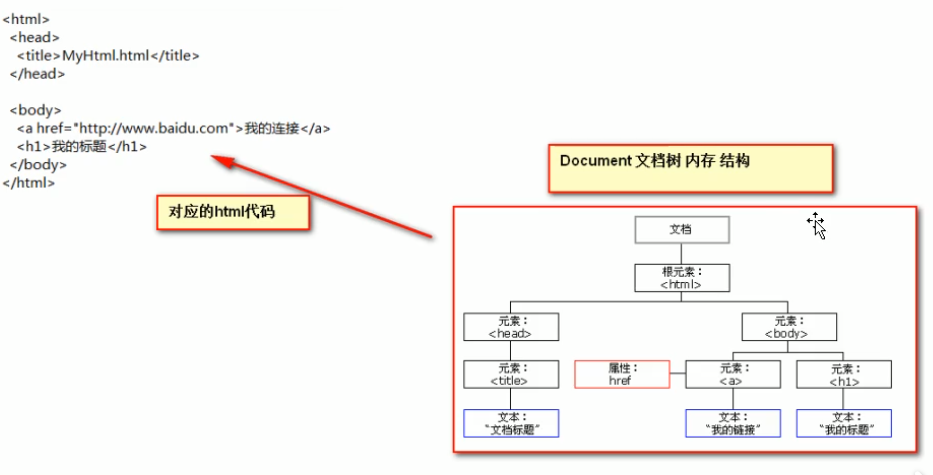 <html>
<head>
<title>MyHtml.html</title>
</head>
<body>
<a href="http://www.baidu.com">我的连接</a>
<h1>我的标题</h1>
</body>
</html>
对应的html代码
Document 文档树 内存 结构
文档
根元素：
<html>
元素：
<head>
元素：
<body>
元素：
<title>
属性：
href
元素：
<a>
元素：
<h1>
文本：
“文档标题”
文本：
“我的链接”
文本：
“我的标题”